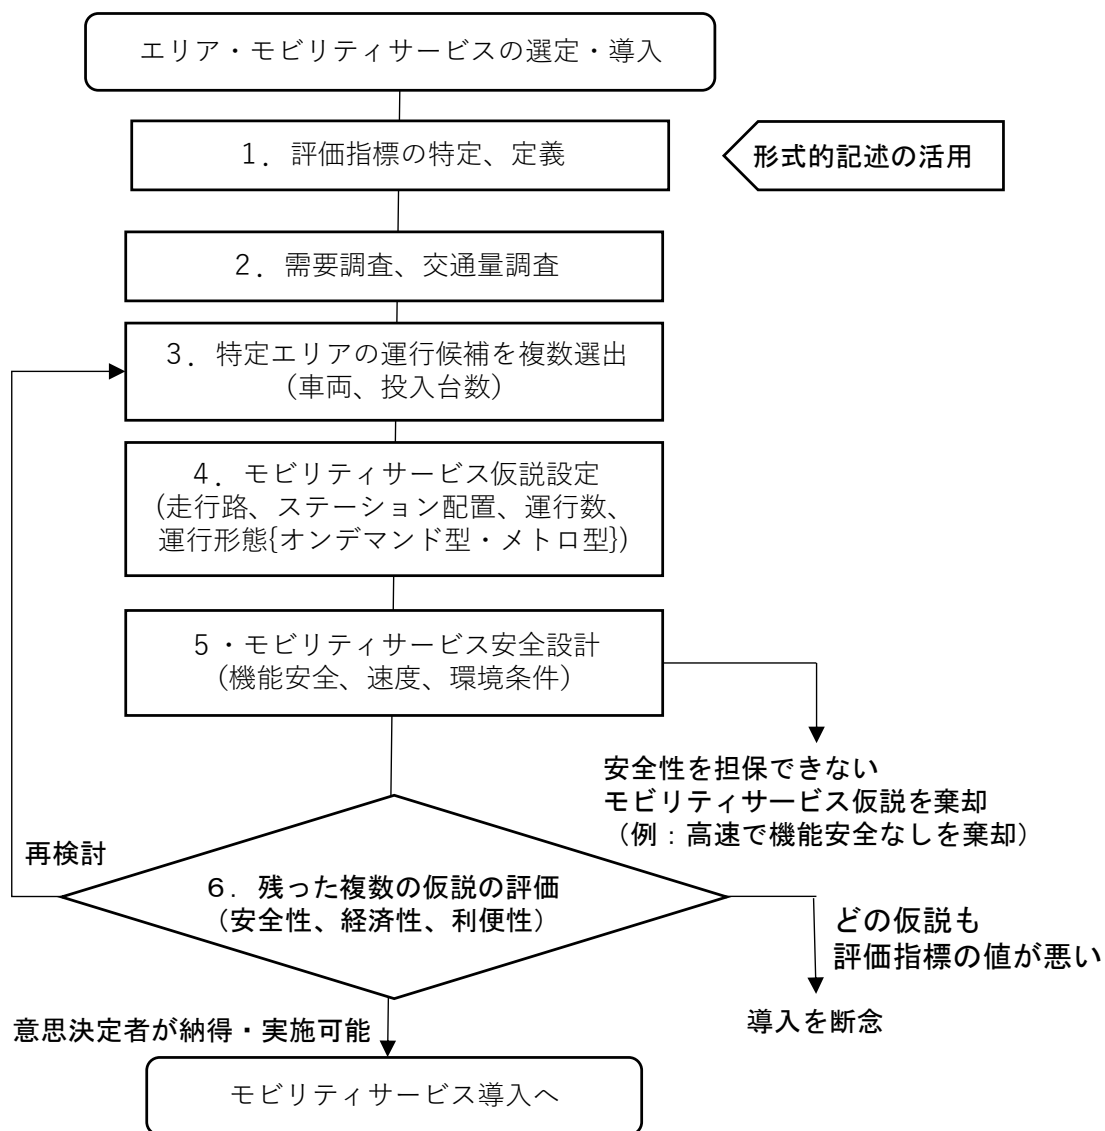 エリア・モビリティサービスの選定・導入
1．評価指標の特定、定義
形式的記述の活用
2．需要調査、交通量調査
3．特定エリアの運行候補を複数選出
(車両、投入台数)
4．モビリティサービス仮説設定
(走行路、ステーション配置、運行数、
運行形態{オンデマンド型・メトロ型})
5・モビリティサービス安全設計
(機能安全、速度、環境条件)
安全性を担保できない
モビリティサービス仮説を棄却
（例：高速で機能安全なしを棄却）
再検討
6．残った複数の仮説の評価
（安全性、経済性、利便性）
どの仮説も
評価指標の値が悪い
導入を断念
意思決定者が納得・実施可能
モビリティサービス導入へ